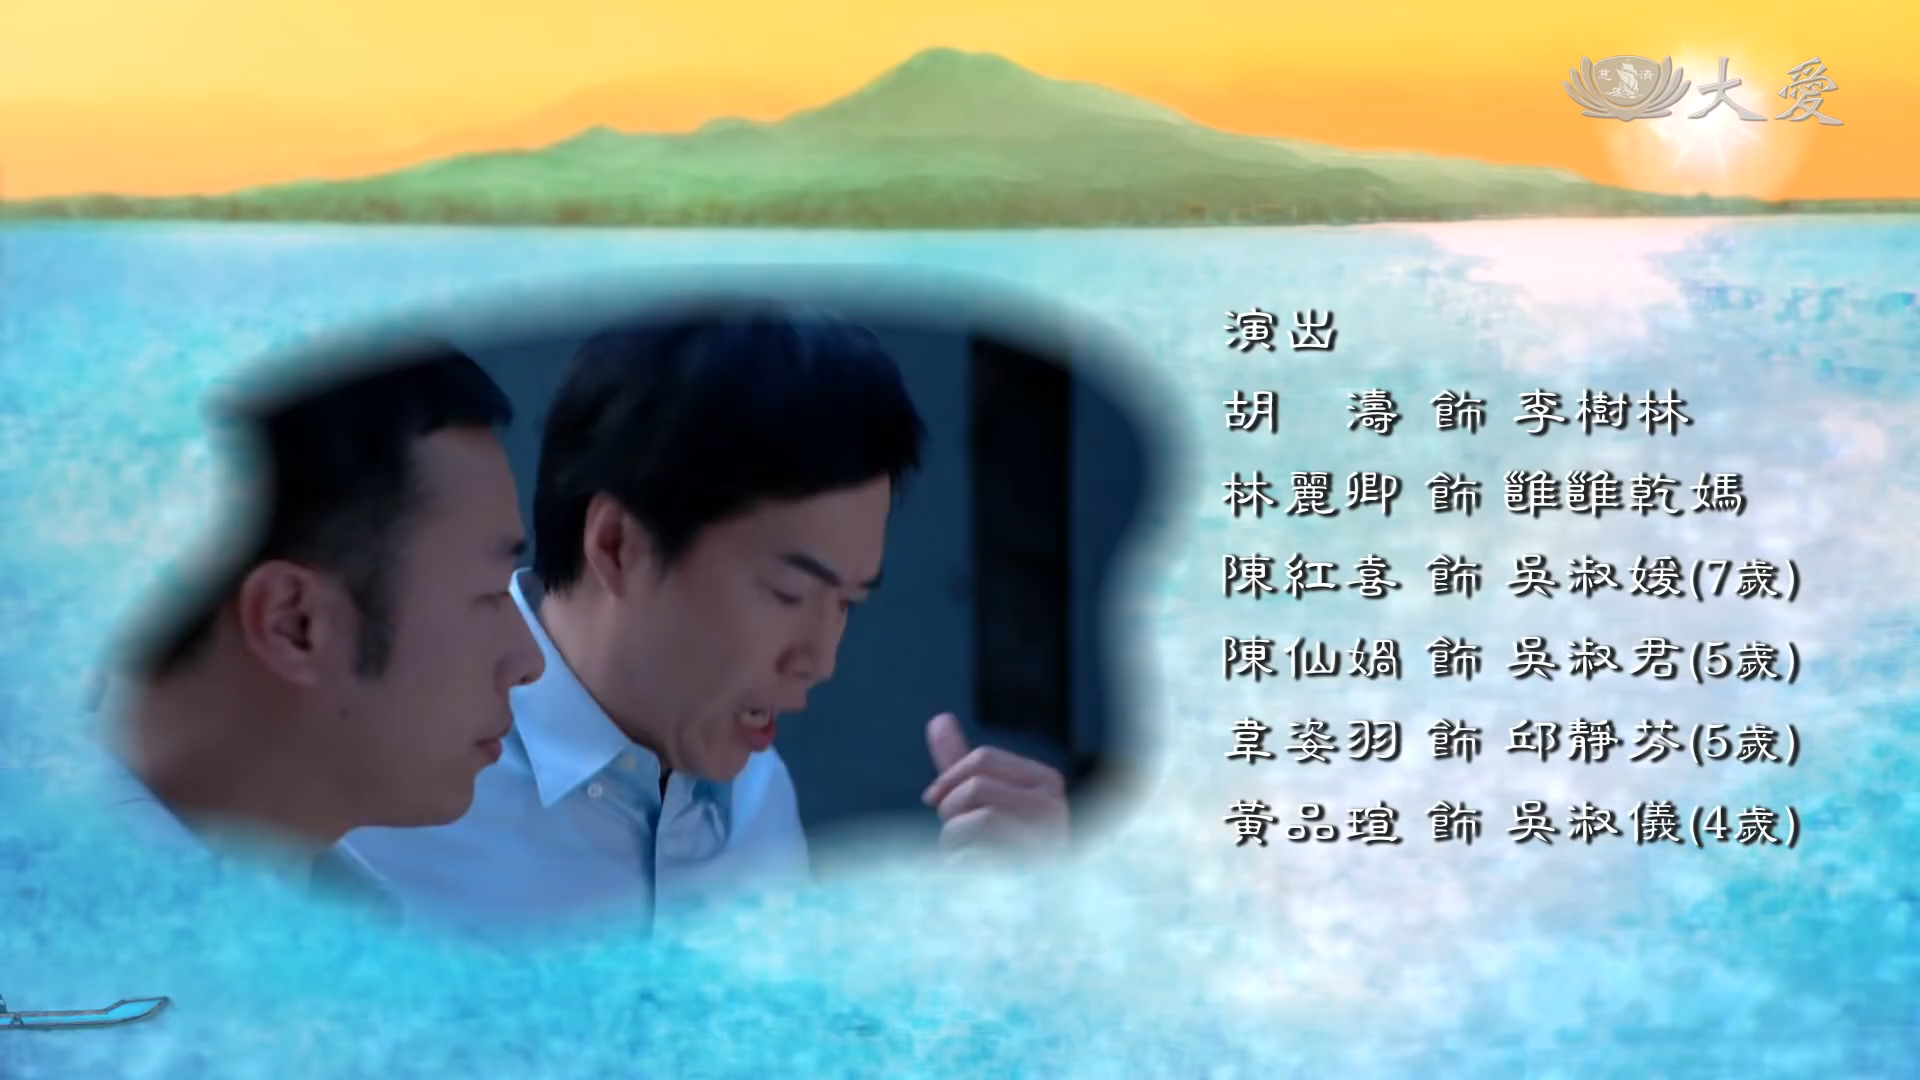 慈濟
大愛
演出
胡　濤 飾 李樹林
林麗卿 飾 雖雖乾媽
陳紅喜 飾 吳淑媛(7歲)
陳仙媧 飾 吳淑君(5歲)
韋姿羽 飾 邱靜芬(5歲)
黃品瑄 飾 吳淑儀(4歲)